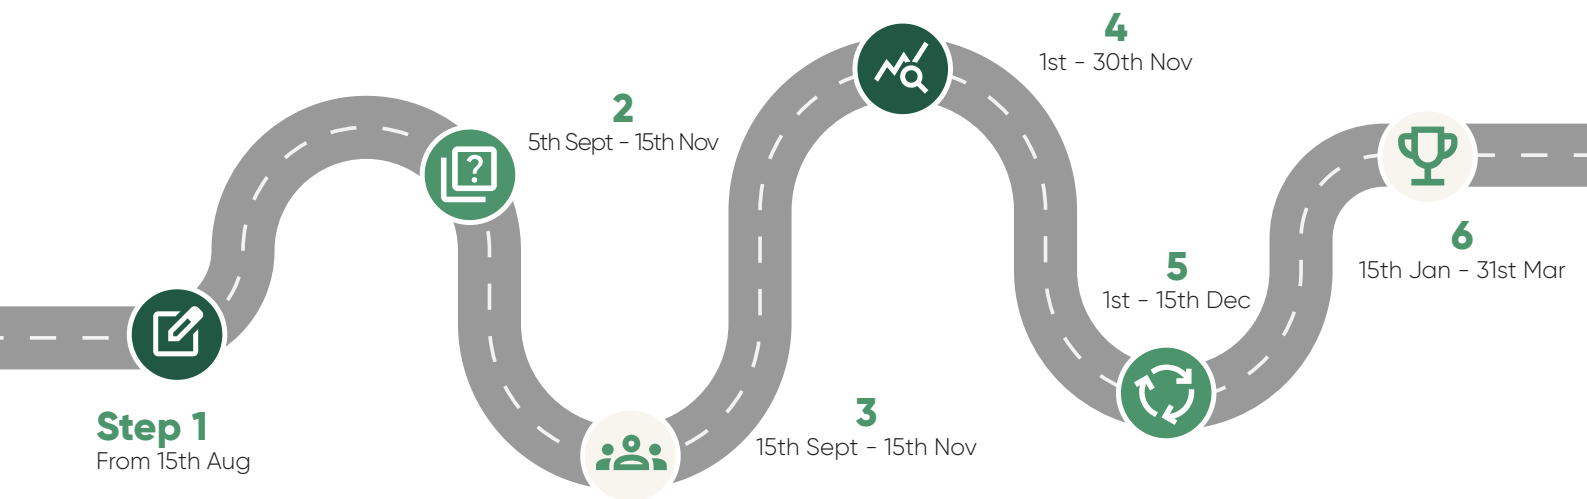 Step 1
From 15th Aug
2
5th Sept - 15th Nov
3
15th Sept - 15th Nov
4
1st - 30th Nov
5
1st - 15th Dec
6
15th Jan - 31st Mar
?